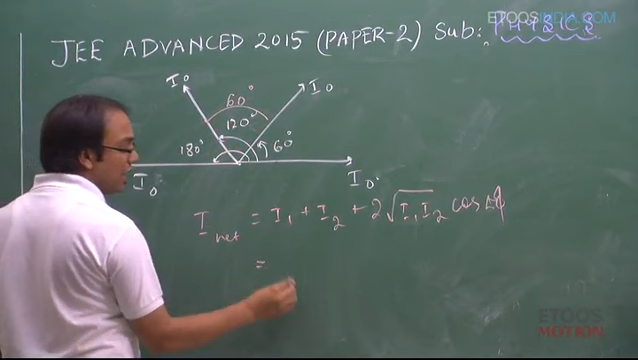 ETOOSINDIA.COM
JEE ADVANCED 2015 (PAPER-2) Sub: PHYSICS
I0 60° I0
120°
180° 60°
I0 I0
Inet = I1 + I2 + 2√I1I2 cos Δϕ
=
ETOOS
MOTION